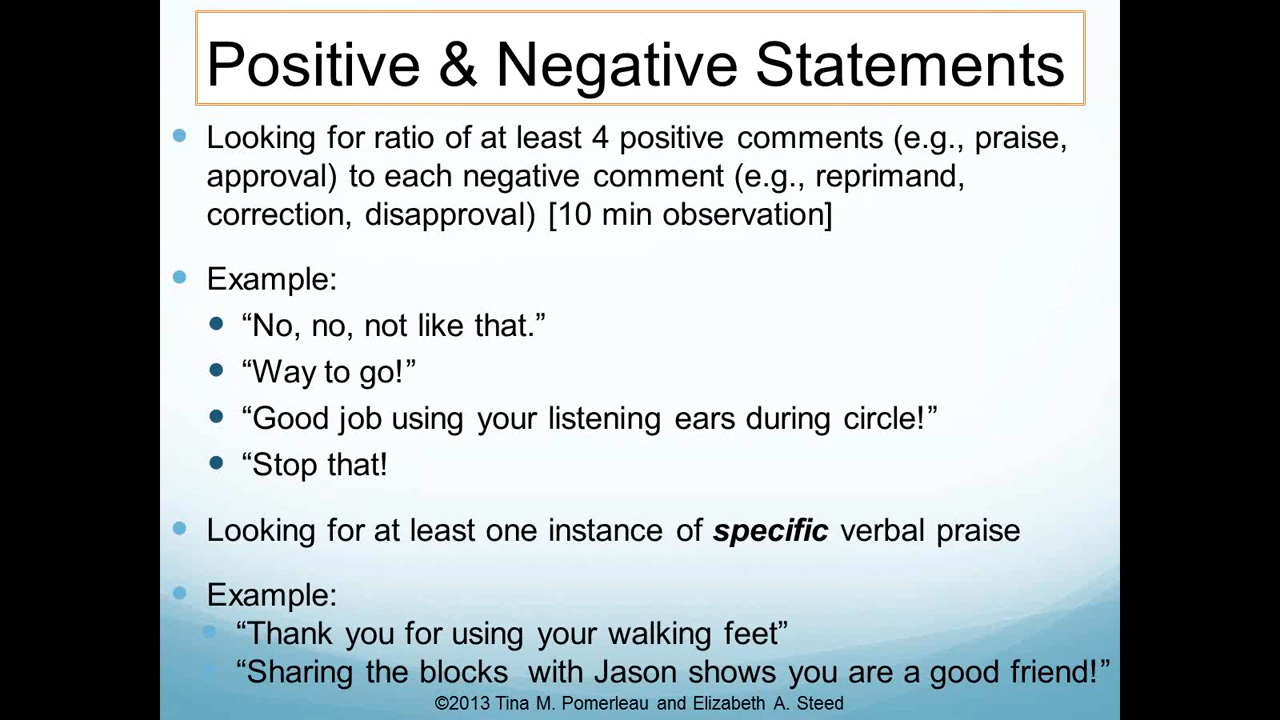 Positive & Negative Statements
Looking for ratio of at least 4 positive comments (e.g., praise,
approval) to each negative comment (e.g., reprimand,
correction, disapproval) [10 min observation]
Example:
“No, no, not like that.”
“Way to go!”
“Good job using your listening ears during circle!”
“Stop that!
Looking for at least one instance of specific verbal praise
Example:
“Thank you for using your walking feet”
“Sharing the blocks with Jason shows you are a good friend!”
©2013 Tina M. Pomerleau and Elizabeth A. Steed